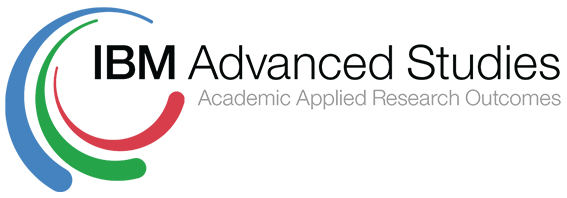 IBM Advanced Studies
Academic Applied Research Outcomes